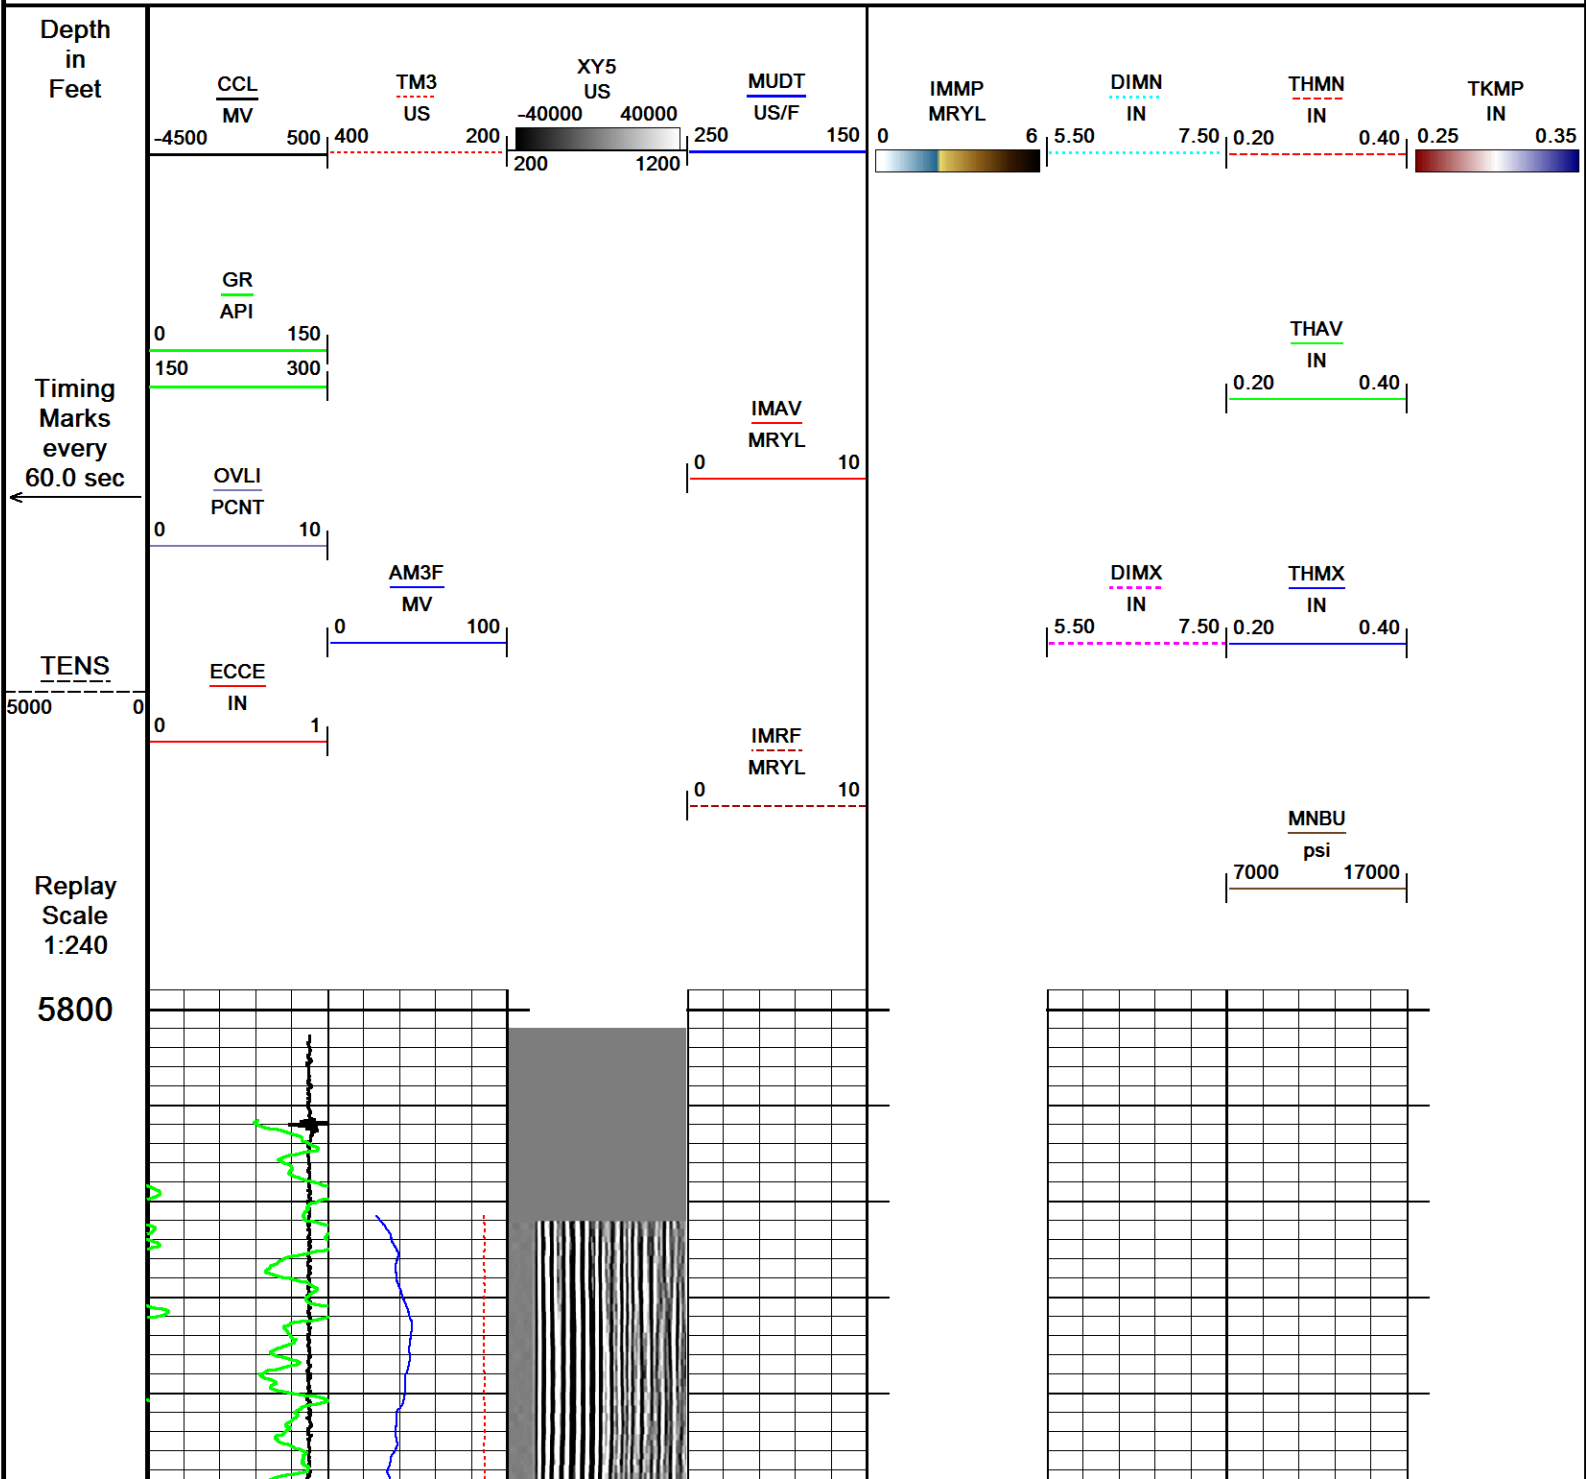 Depth
in
Feet
CCL
MV
-4500 500
TM3
US
400 200
XY5
US
-40000 40000
200 1200
MUDT
US/F
250 150
IMMP
MRYL
0 6
DIMN
IN
5.50 7.50
THMN
IN
0.20 0.40
TKMP
IN
0.25 0.35
GR
API
0 150
150 300
THAV
IN
0.20 0.40
Timing
Marks
every
60.0 sec
IMAV
MRYL
0 10
OVLI
PCNT
0 10
AM3F
MV
0 100
DIMX
IN
5.50 7.50
THMX
IN
0.20 0.40
TENS
5000 0
ECCE
IN
0 1
IMRF
MRYL
0 10
MNBU
psi
7000 17000
Replay
Scale
1:240
5800